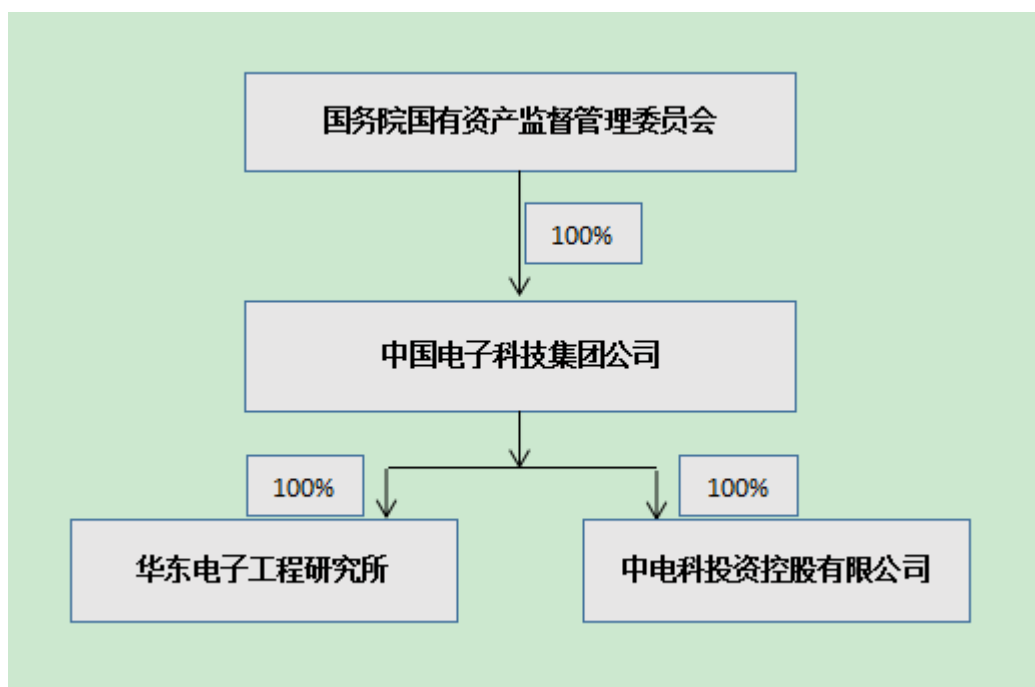 国务院国有资产监督管理委员会
100%
中国电子科技集团公司
100%
100%
华东电子工程研究所
中电科投资控股有限公司